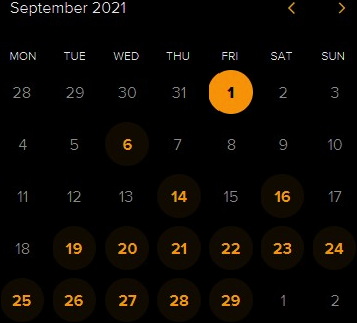 September 2021
MON TUE WED THU FRI SAT SUN
28 29 30 31 1 2 3
4 5 6 7 8 9 10
11 12 13 14 15 16 17
18 19 20 21 22 23 24
25 26 27 28 29 1 2